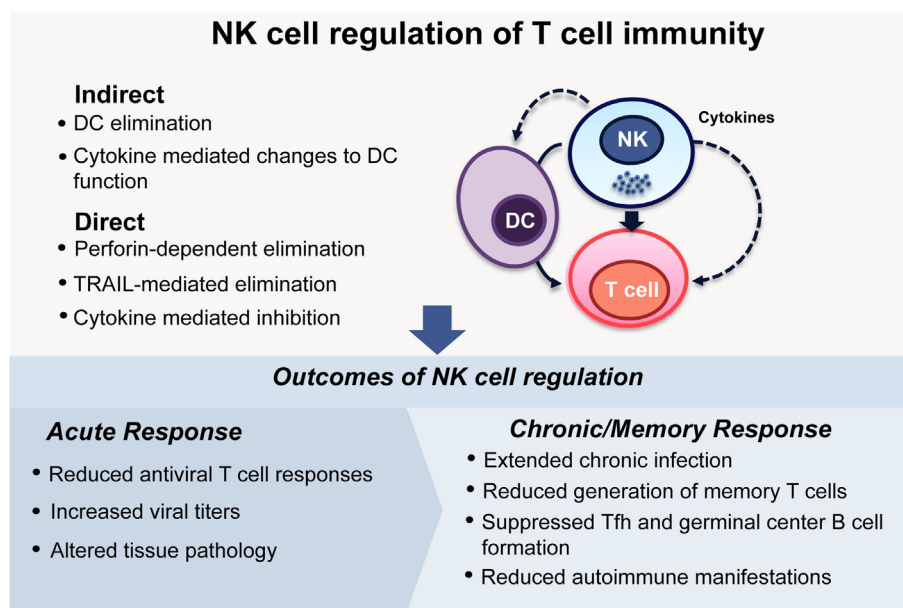 NK cell regulation of T cell immunity
Indirect
• DC elimination
• Cytokine mediated changes to DC
function
Direct
• Perforin-dependent elimination
• TRAIL-mediated elimination
• Cytokine mediated inhibition
Cytokines
NK
DC
T cell
Outcomes of NK cell regulation
Acute Response
• Reduced antiviral T cell responses
• Increased viral titers
• Altered tissue pathology
Chronic/Memory Response
• Extended chronic infection
• Reduced generation of memory T cells
• Suppressed Tfh and germinal center B cell
formation
• Reduced autoimmune manifestations